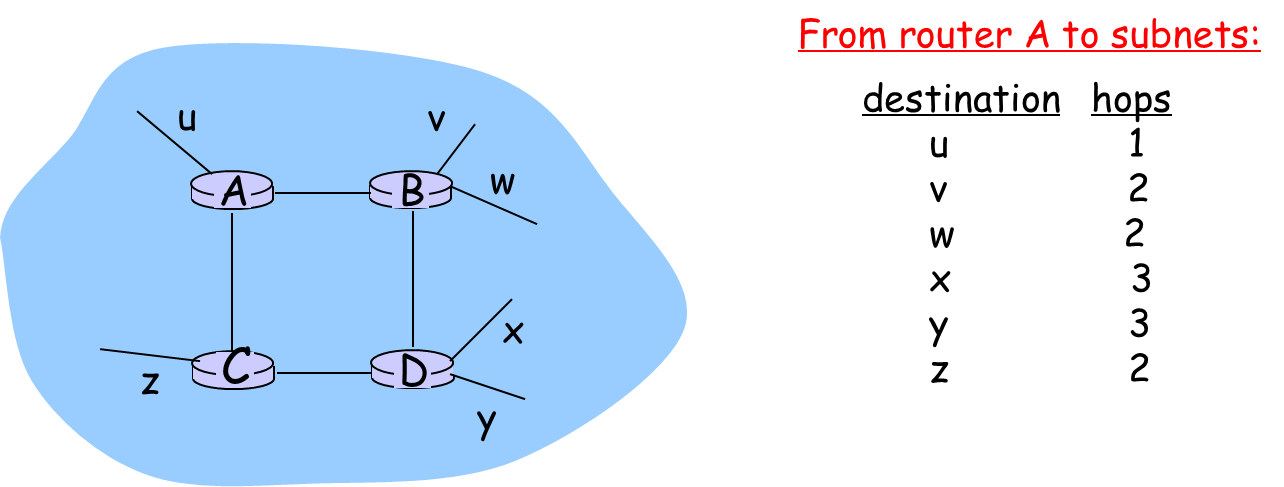 From router A to subnets:
destination hops
u 1
v 2
w 2
x 3
y 3
z 2
u
v
A
B
w
C
D
x
z
y